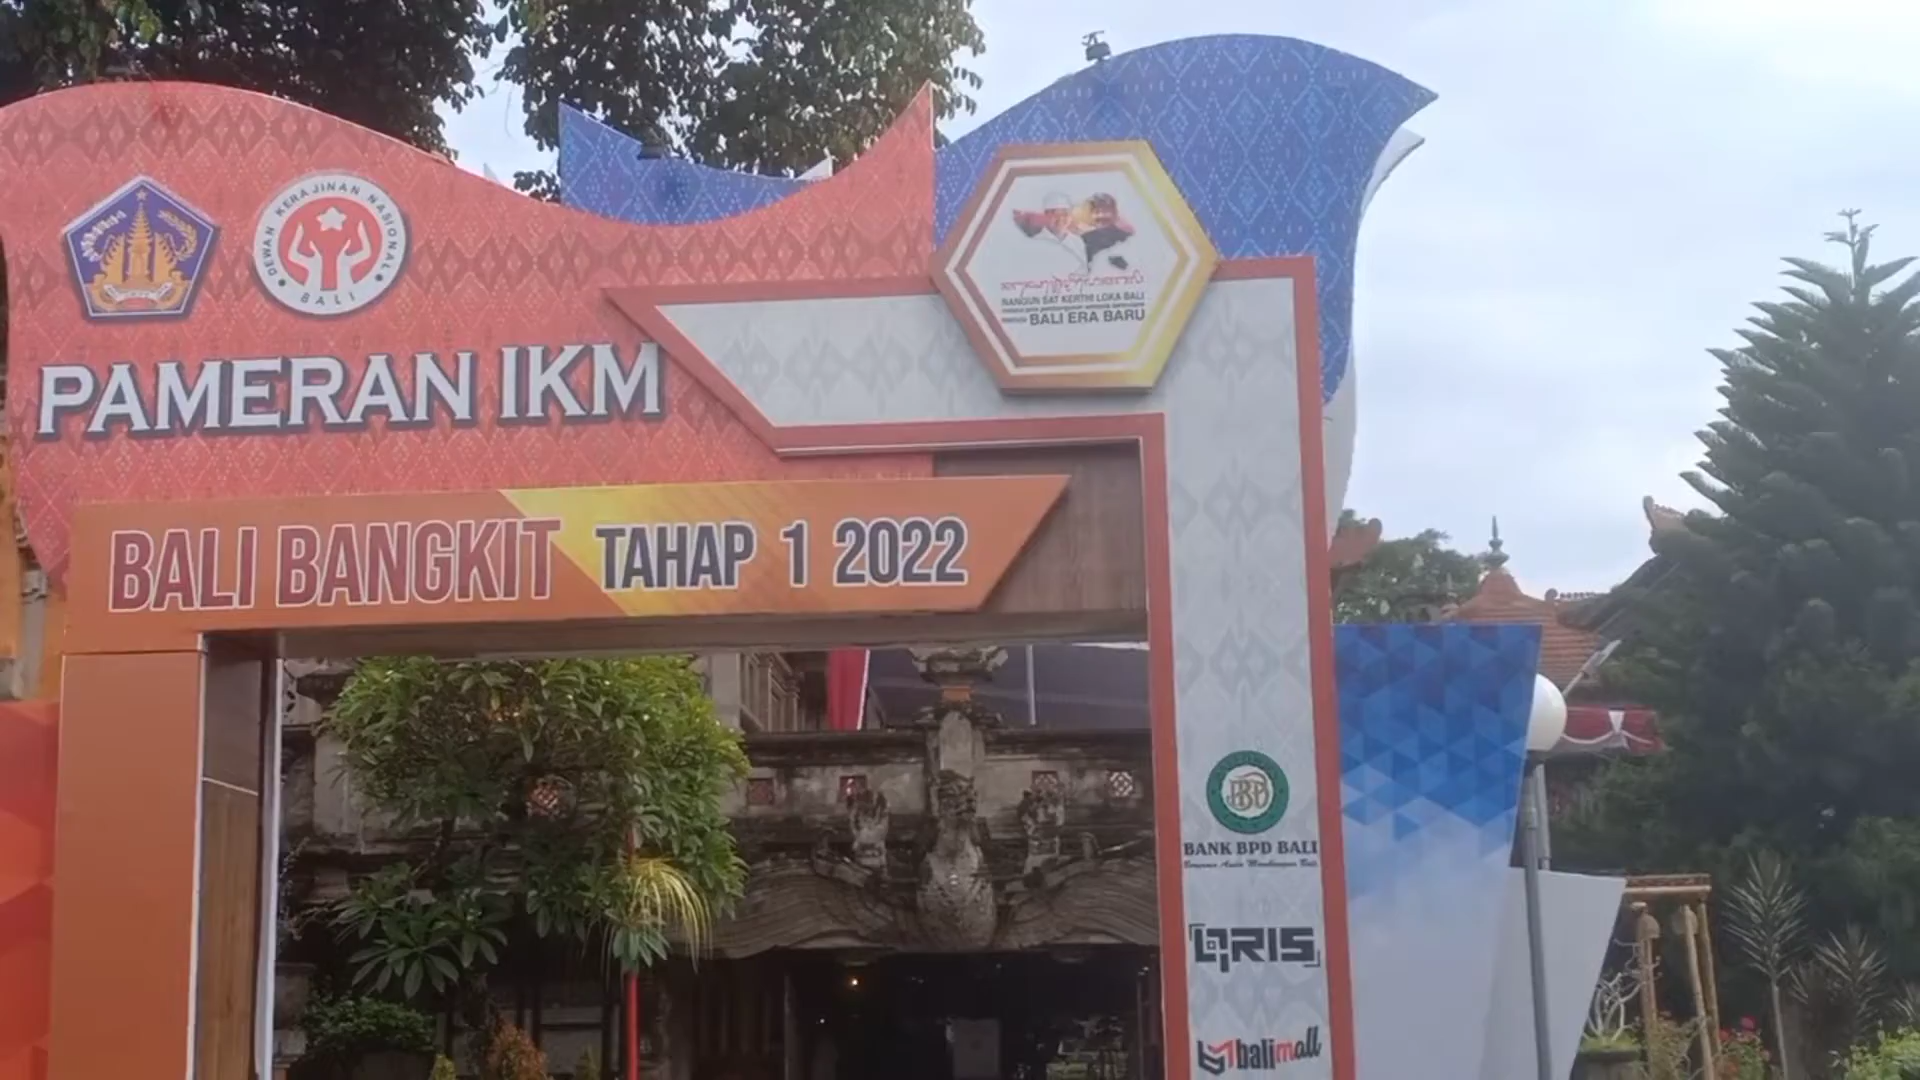 DEWAN KERAJINAN NASIONAL
BALI
PAMERAN IKM
NANGUN SAT KERTHI LOKA BALI
BALI ERA BARU
BALI BANGKIT TAHAP 1 2022
BPD
BANK BPD BALI
QRIS
balimall